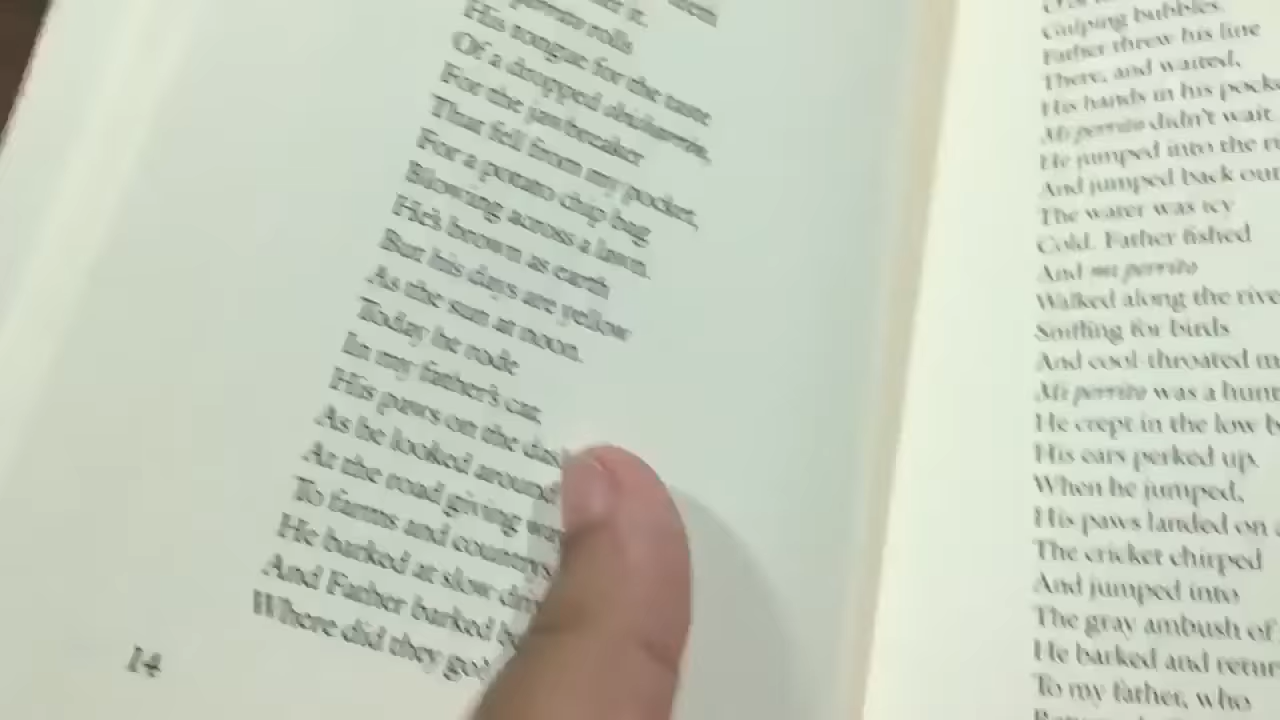 it.
them
perrito rolls
His tongue for the taste
Of a dropped chicharrón,
For the jawbreaker
That fell from my pocket,
For a potato chip bag
Blowing across a lawn.
He's brown as earth
But his days are yellow
As the sun at noon.
Today he rode
In my father's car,
His paws on the
As he looked around
At the road giving
To farms and
He barked at slow
And Father barked
Where did they go?
14
Gulping bubbles.
Father threw his line
There, and waited,
His hands in his
Mi perrito didn't wait.
He jumped into the
And jumped back out
The water was icy
Cold. Father fished
And mi perrito
Walked along the
Sniffing for birds
And cool-throated
Mi perrito was a
He crept in the low
His ears perked up.
When he jumped,
His paws landed on
The cricket chirped
And jumped into
The gray ambush of
He barked and
To my father, who